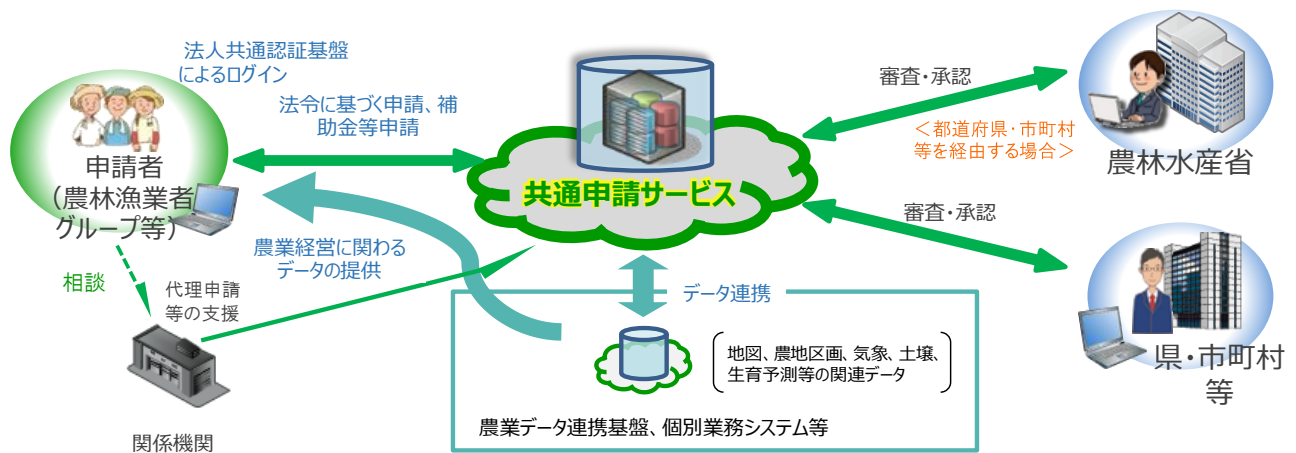 法人共通認証基盤
によるログイン
法令に基づく申請、補
助金等申請
申請者
（農林漁業者
グループ等）
相談
代理申請
等の支援
関係機関
農業経営に関わる
データの提供
共通申請サービス
データ連携
地図、農地区画、気象、土壌、
生育予測等の関連データ
農業データ連携基盤、個別業務システム等
審査・承認
＜都道府県・市町村
等を経由する場合＞
農林水産省
審査・承認
県・市町村
等